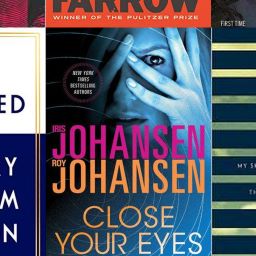 FARROW
WINNER OF THE PULITZER PRIZE
FIRST TIME
ED
NEW YORK TIMES
BESTSELLING
AUTHORS
IRIS
JOHANSEN
ROY
JOHANSEN
Y
M
N
MY S
TH
CLOSE
YOUR EYES